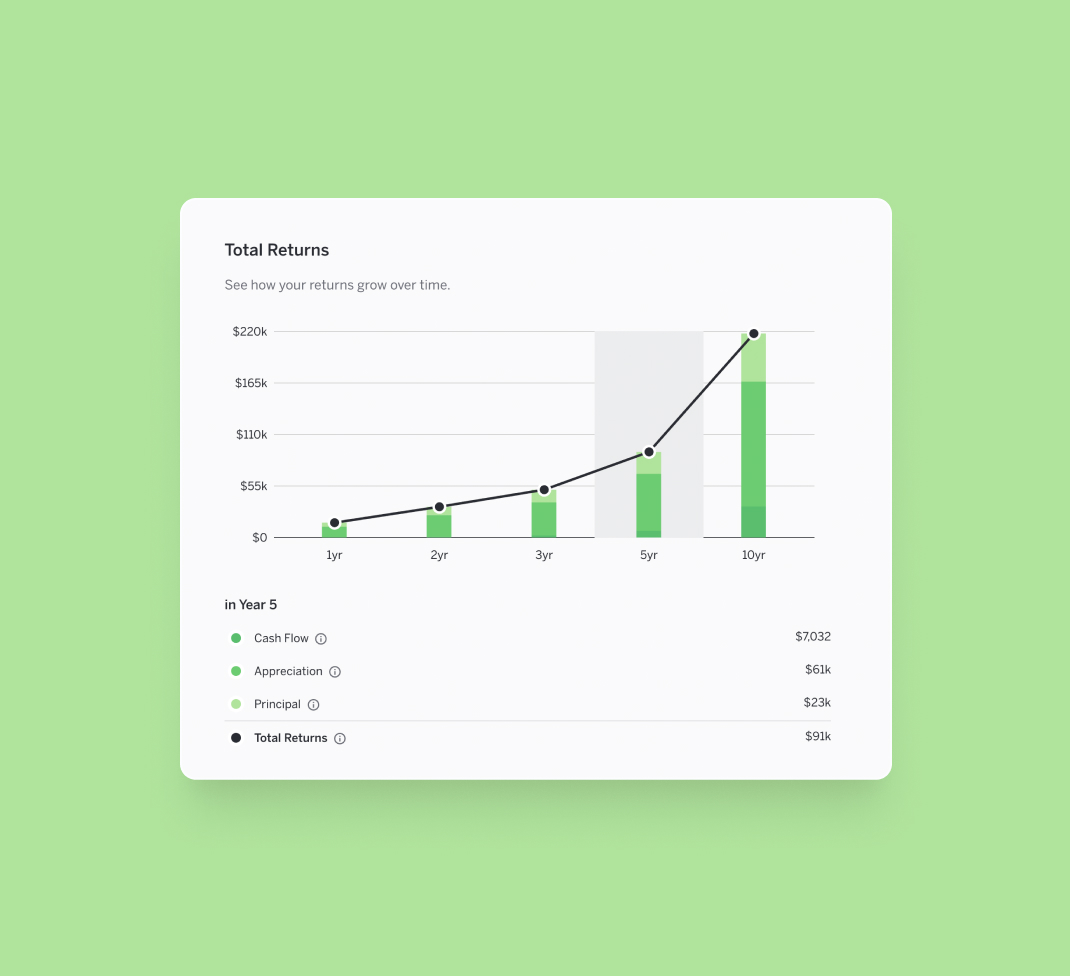 Total Returns
See how your returns grow over time.
$220k
$165k
$110k
$55k
$0
1yr 2yr 3yr 5yr 10yr
in Year 5
Cash Flow $7,032
Appreciation $61k
Principal $23k
Total Returns $91k